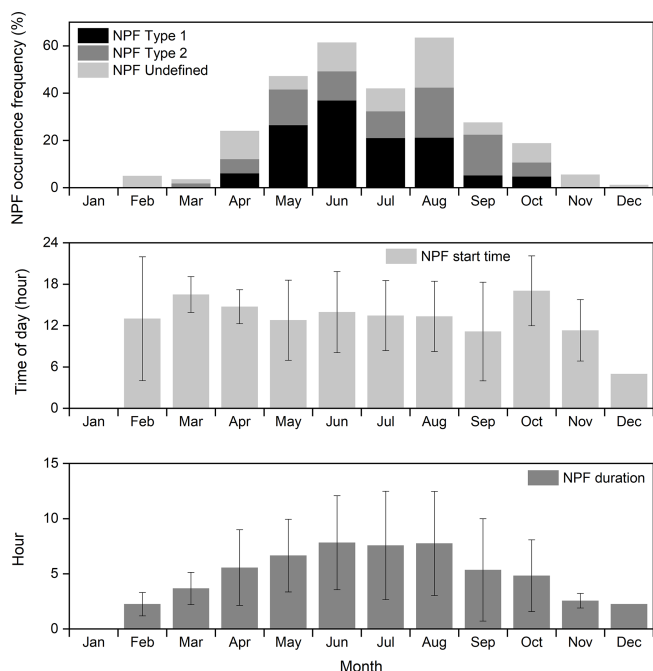 NPF occurrence frequency (%)
60
40
20
0
NPF Type 1
NPF Type 2
NPF Undefined
Jan Feb Mar Apr May Jun Jul Aug Sep Oct Nov Dec
Time of day (hour)
24
18
12
6
0
NPF start time
Jan Feb Mar Apr May Jun Jul Aug Sep Oct Nov Dec
Hour
15
10
5
0
NPF duration
Jan Feb Mar Apr May Jun Jul Aug Sep Oct Nov Dec
Month